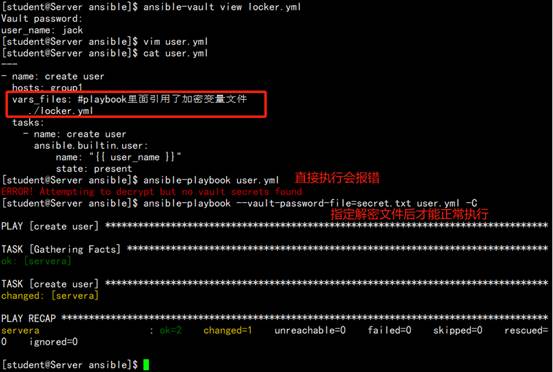 [student@Server ansible]$ ansible-vault view locker.yml
Vault password:
user_name: jack
[student@Server ansible]$ vim user.yml
[student@Server ansible]$ cat user.yml
---
- name: create user
hosts: group1
vars_files: #playbook里面引用了加密变量文件
./locker.yml
tasks:
- name: create user
ansible.builtin.user:
name: "{{ user_name }}"
state: present
[student@Server ansible]$ ansible-playbook user.yml 直接执行会报错
ERROR! Attempting to decrypt but no vault secrets found
[student@Server ansible]$ ansible-playbook --vault-password-file=secret.txt user.yml -C
指定解密文件后才能正常执行
PLAY [create user] ****************************************************************************
TASK [Gathering Facts] ************************************************************************
ok: [servera]
TASK [create user] ****************************************************************************
changed: [servera]
PLAY RECAP ************************************************************************************
servera : ok=2 changed=1 unreachable=0 failed=0 skipped=0 rescued=
0 ignored=0
[student@Server ansible]$